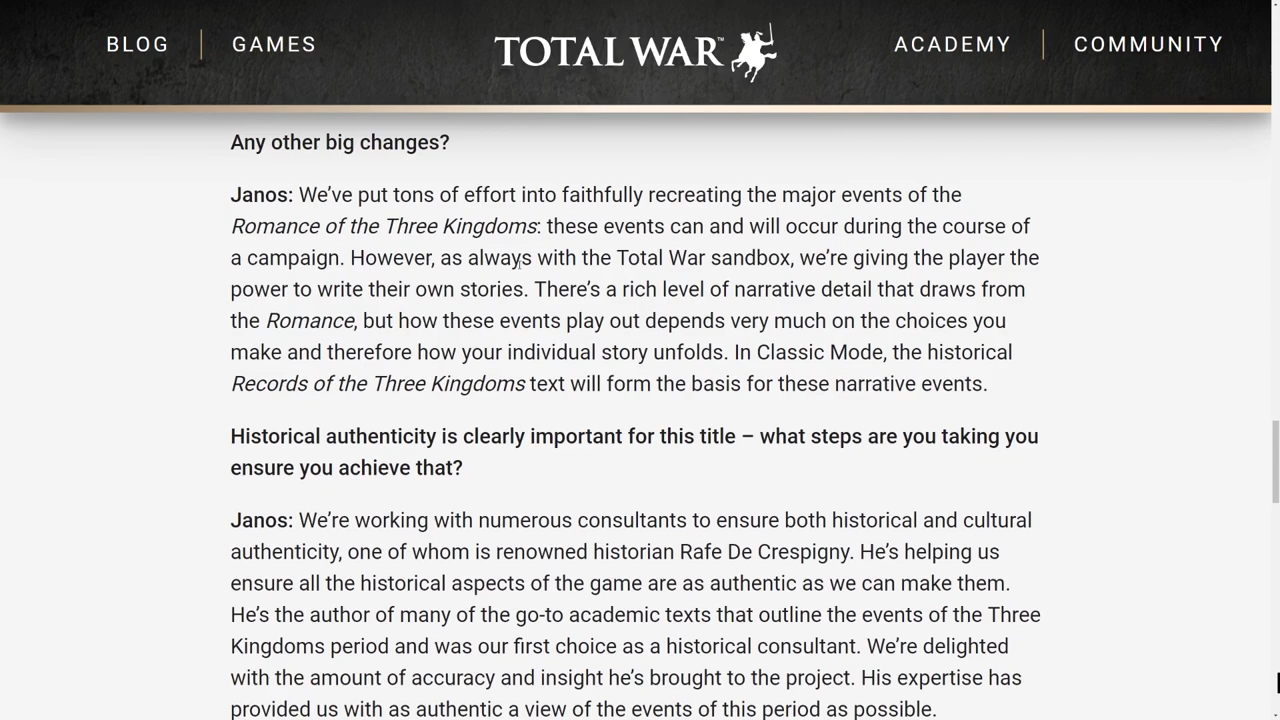 BLOG GAMES TOTAL WAR™ ACADEMY COMMUNITY
Any other big changes?
Janos: We’ve put tons of effort into faithfully recreating the major events of the
Romance of the Three Kingdoms: these events can and will occur during the course of
a campaign. However, as always with the Total War sandbox, we’re giving the player the
power to write their own stories. There’s a rich level of narrative detail that draws from
the Romance, but how these events play out depends very much on the choices you
make and therefore how your individual story unfolds. In Classic Mode, the historical
Records of the Three Kingdoms text will form the basis for these narrative events.
Historical authenticity is clearly important for this title – what steps are you taking you
ensure you achieve that?
Janos: We’re working with numerous consultants to ensure both historical and cultural
authenticity, one of whom is renowned historian Rafe De Crespigny. He’s helping us
ensure all the historical aspects of the game are as authentic as we can make them.
He’s the author of many of the go-to academic texts that outline the events of the Three
Kingdoms period and was our first choice as a historical consultant. We’re delighted
with the amount of accuracy and insight he’s brought to the project. His expertise has
provided us with as authentic a view of the events of this period as possible.